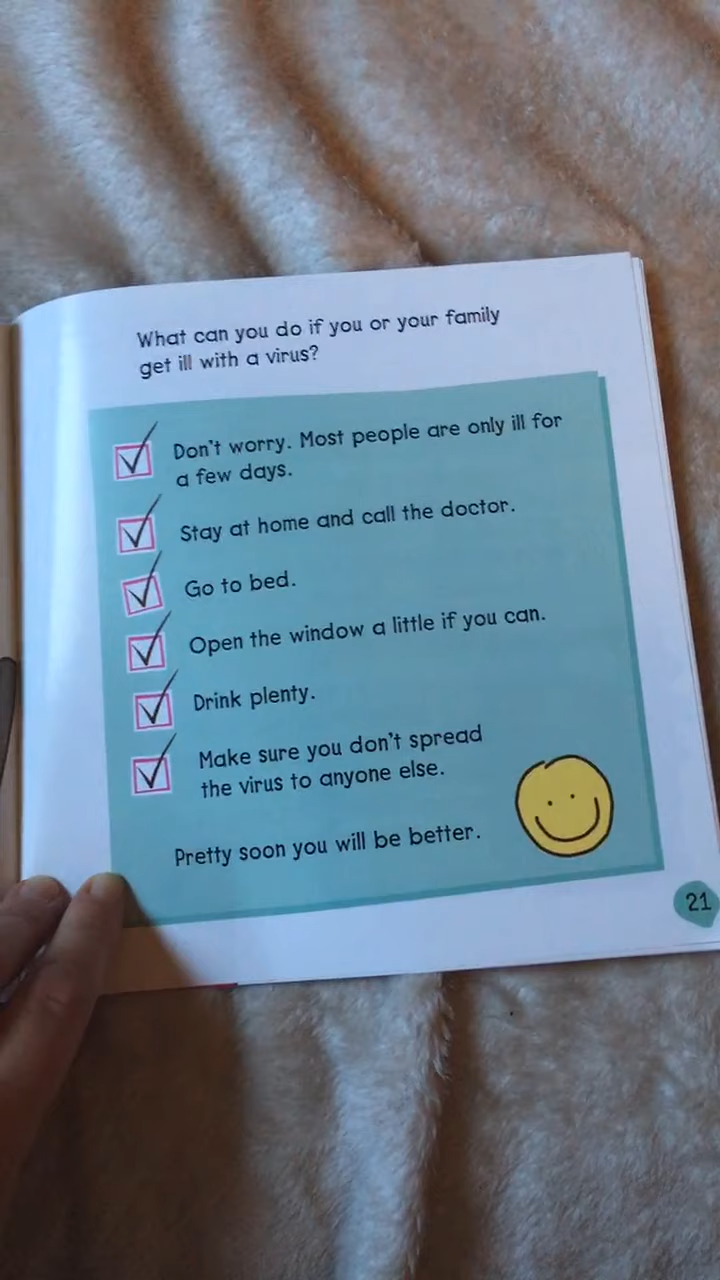 What can you do if you or your family
get ill with a virus?
Don't worry. Most people are only ill for
a few days.
Stay at home and call the doctor.
Go to bed.
Open the window a little if you can.
Drink plenty.
Make sure you don't spread
the virus to anyone else.
Pretty soon you will be better.
21